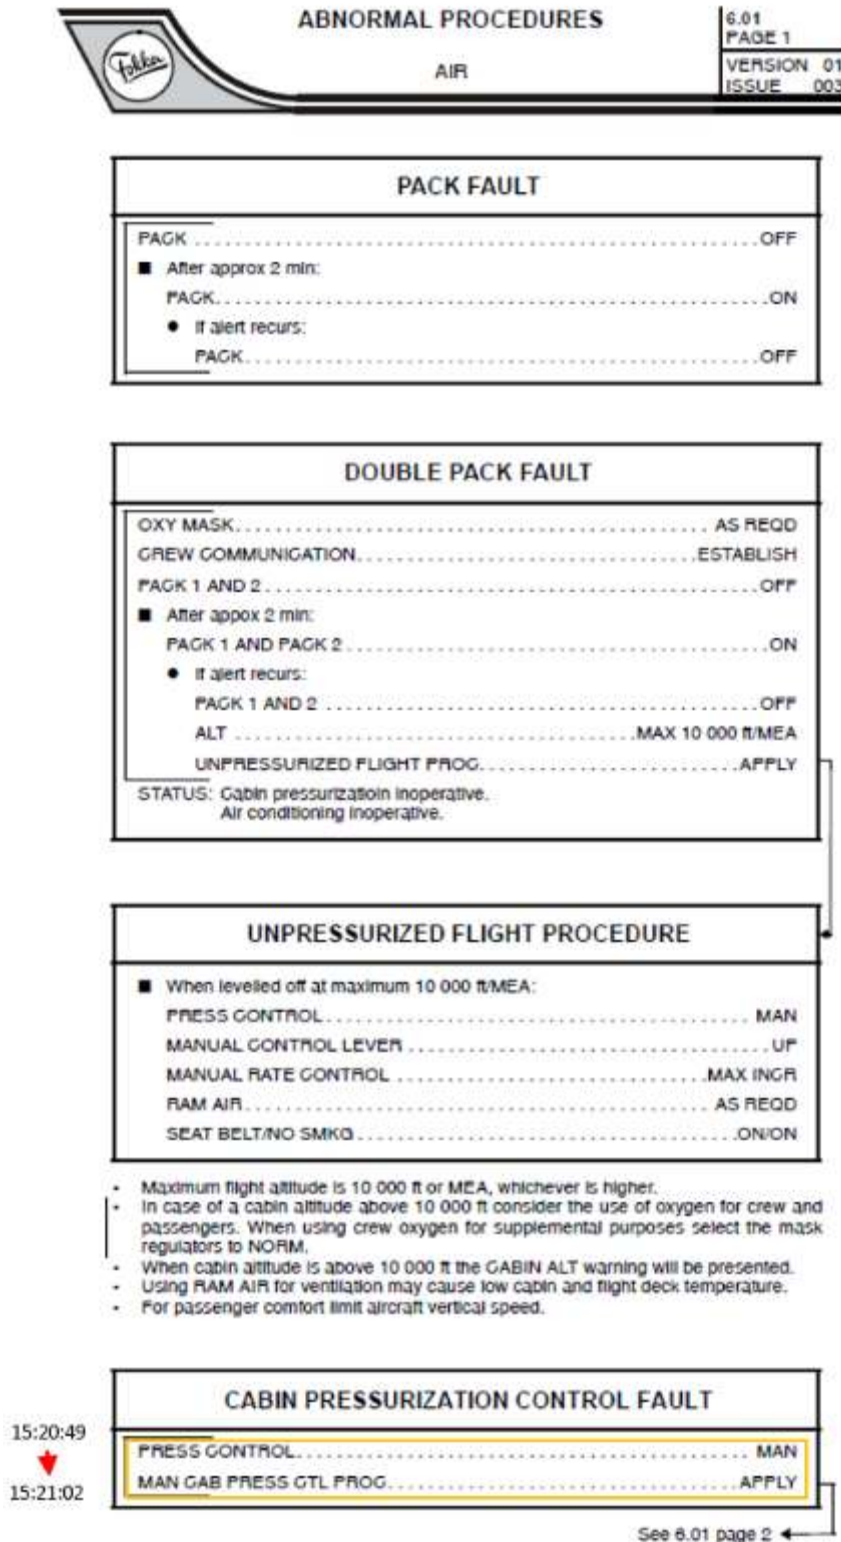 Fokker
ABNORMAL PROCEDURES
AIR
6.01
PAGE 1
VERSION 01
ISSUE 003
PACK FAULT
PACK ........ OFF
■ After approx 2 min:
PACK ........ ON
● If alert recurs:
PACK ........ OFF
DOUBLE PACK FAULT
OXY MASK ........ AS REQD
CREW COMMUNICATION ........ ESTABLISH
PACK 1 AND 2 ........ OFF
■ After appox 2 min:
PACK 1 AND PACK 2 ........ ON
● If alert recurs:
PACK 1 AND 2 ........ OFF
ALT ........ MAX 10 000 ft/MEA
UNPRESSURIZED FLIGHT PROC ........ APPLY
STATUS: Cabin pressurizatioin inoperative.
Air conditioning inoperative.
UNPRESSURIZED FLIGHT PROCEDURE
■ When levelled off at maximum 10 000 ft/MEA:
PRESS CONTROL ........ MAN
MANUAL CONTROL LEVER ........ UP
MANUAL RATE CONTROL ........ MAX INCR
RAM AIR ........ AS REQD
SEAT BELT/NO SMKG ........ ON/ON
- Maximum flight altitude is 10 000 ft or MEA, whichever is higher.
- In case of a cabin altitude above 10 000 ft consider the use of oxygen for crew and
passengers. When using crew oxygen for supplemental purposes select the mask
regulators to NORM.
- When cabin altitude is above 10 000 ft the CABIN ALT warning will be presented.
- Using RAM AIR for ventilation may cause low cabin and flight deck temperature.
- For passenger comfort limit aircraft vertical speed.
CABIN PRESSURIZATION CONTROL FAULT
15:20:49
PRESS CONTROL ........ MAN
MAN CAB PRESS CTL PROC ........ APPLY
15:21:02
See 6.01 page 2